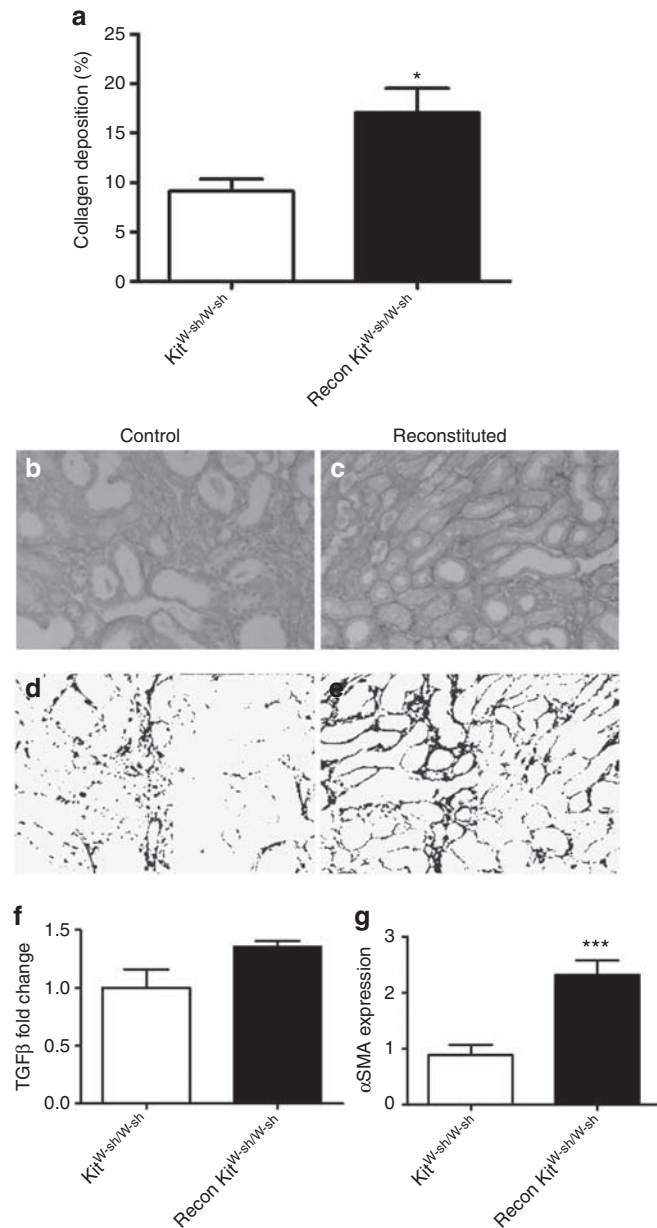 a
Collagen deposition (%)
25
20
15
10
5
0
*
Kit^W-sh/W-sh
Recon Kit^W-sh/W-sh
Control
Reconstituted
b
c
d
e
f
TGFβ fold change
1.5
1.0
0.5
0.0
Kit^W-sh/W-sh
Recon Kit^W-sh/W-sh
g
αSMA expression
3
2
1
0
***
Kit^W-sh/W-sh
Recon Kit^W-sh/W-sh